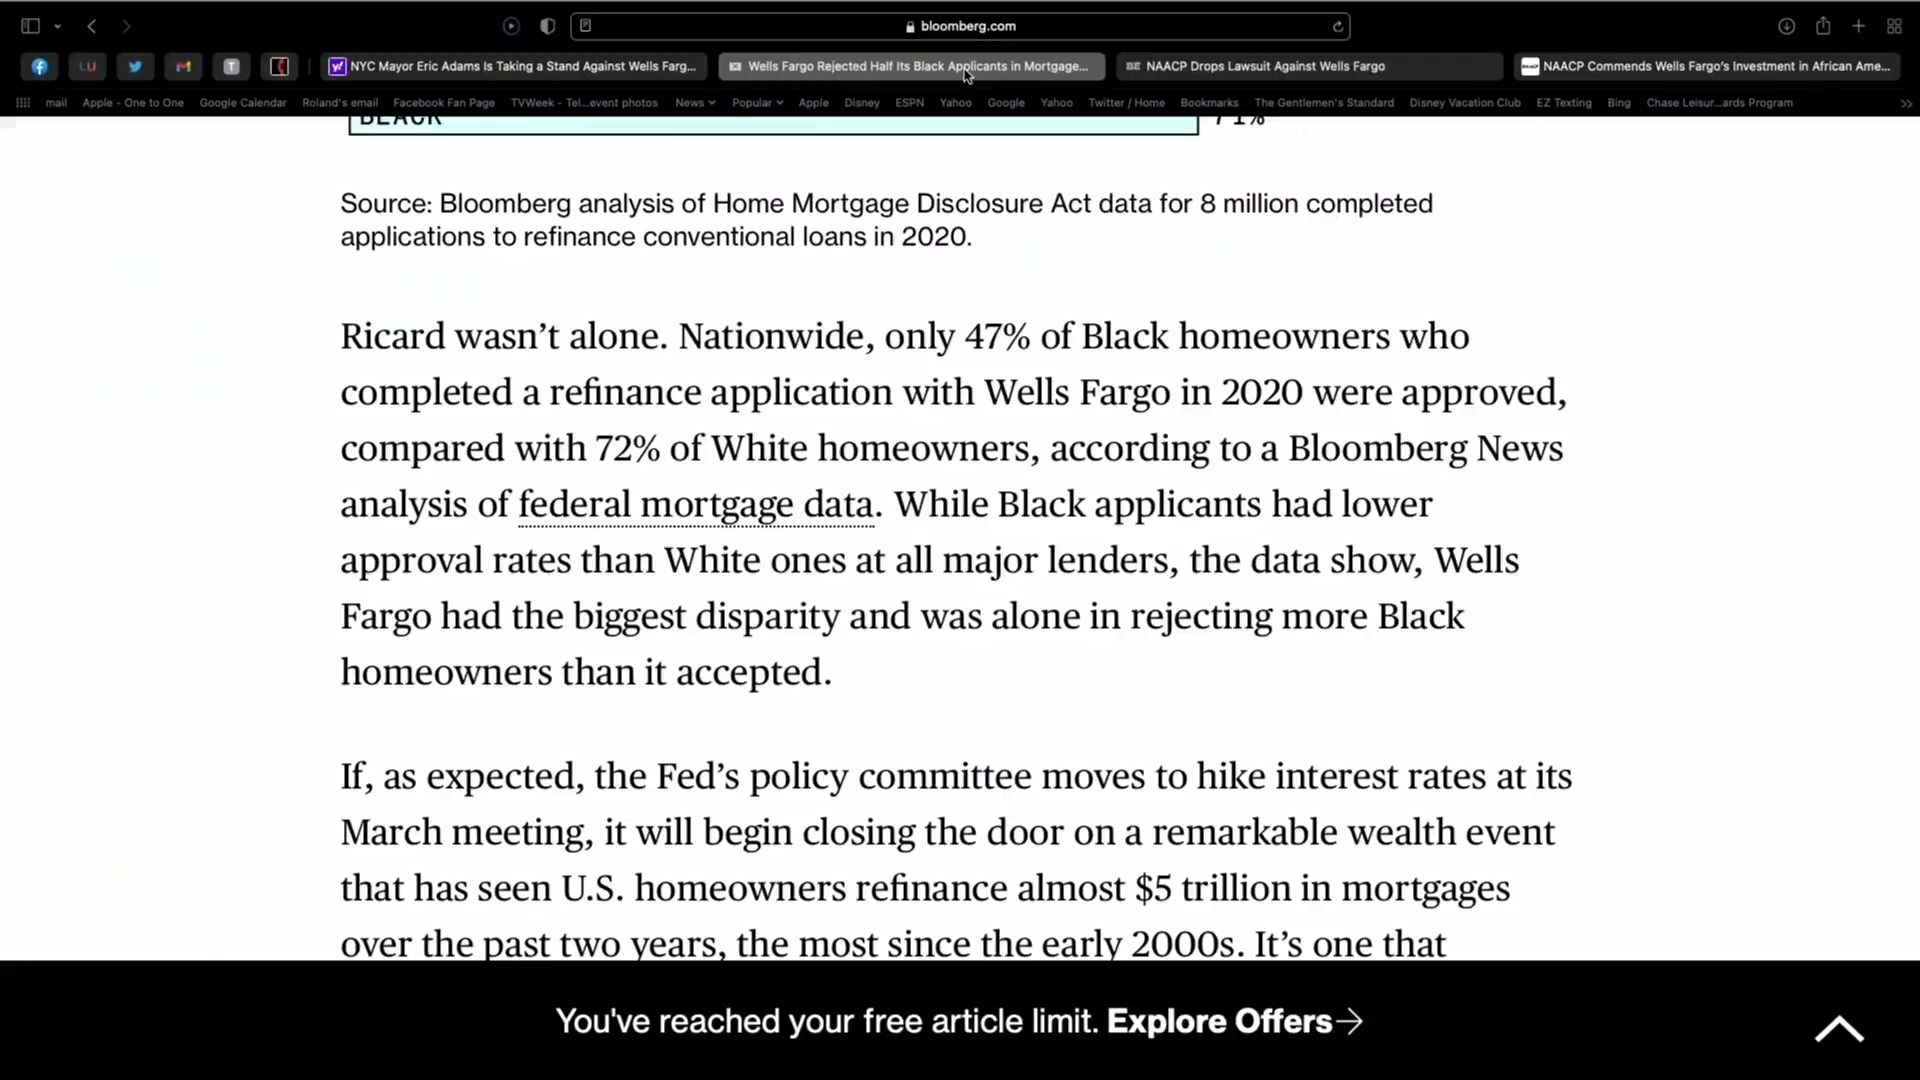 bloomberg.com
NYC Mayor Eric Adams Is Taking a Stand Against Wells Farg...
Wells Fargo Rejected Half Its Black Applicants in Mortgage...
NAACP Drops Lawsuit Against Wells Fargo
NAACP Commends Wells Fargo's Investment in African Ame...
mail Apple - One to One Google Calendar Roland's email Facebook Fan Page TVWeek - Tel...event photos News Popular Apple Disney ESPN Yahoo Google Yahoo Twitter / Home Bookmarks The Gentlemen's Standard Disney Vacation Club EZ Texting Bing Chase Leisur...ards Program
BLACK 71%
Source: Bloomberg analysis of Home Mortgage Disclosure Act data for 8 million completed
applications to refinance conventional loans in 2020.
Ricard wasn’t alone. Nationwide, only 47% of Black homeowners who
completed a refinance application with Wells Fargo in 2020 were approved,
compared with 72% of White homeowners, according to a Bloomberg News
analysis of federal mortgage data. While Black applicants had lower
approval rates than White ones at all major lenders, the data show, Wells
Fargo had the biggest disparity and was alone in rejecting more Black
homeowners than it accepted.
If, as expected, the Fed’s policy committee moves to hike interest rates at its
March meeting, it will begin closing the door on a remarkable wealth event
that has seen U.S. homeowners refinance almost $5 trillion in mortgages
over the past two years, the most since the early 2000s. It’s one that
You've reached your free article limit. Explore Offers→